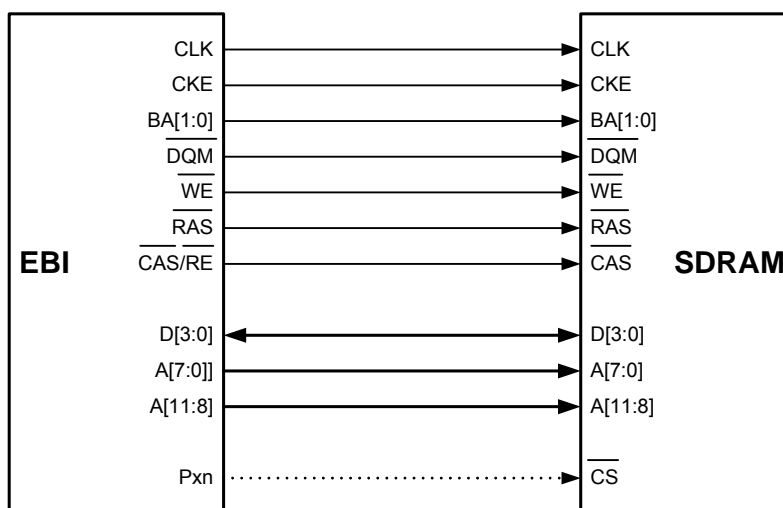 CLK CLK
CKE CKE
BA[1:0] BA[1:0]
DQM DQM
WE WE
RAS RAS
EBI CAS/RE CAS SDRAM
D[3:0] D[3:0]
A[7:0]] A[7:0]
A[11:8] A[11:8]
Pxn CS